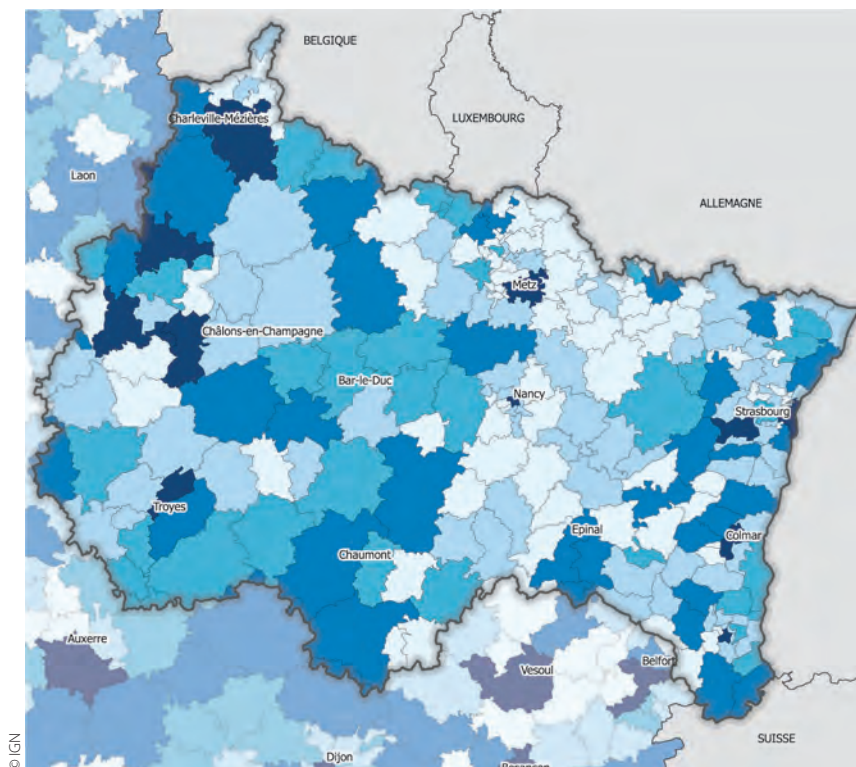 BELGIQUE
LUXEMBOURG
Charleville-Mézières
Laon
ALLEMAGNE
Metz
Châlons-en-Champagne
Bar-le-Duc
Nancy
Strasbourg
Troyes
Epinal
Colmar
Chaumont
Auxerre
Vesoul
Belfort
SUISSE
Dijon
Besançon
© IGN